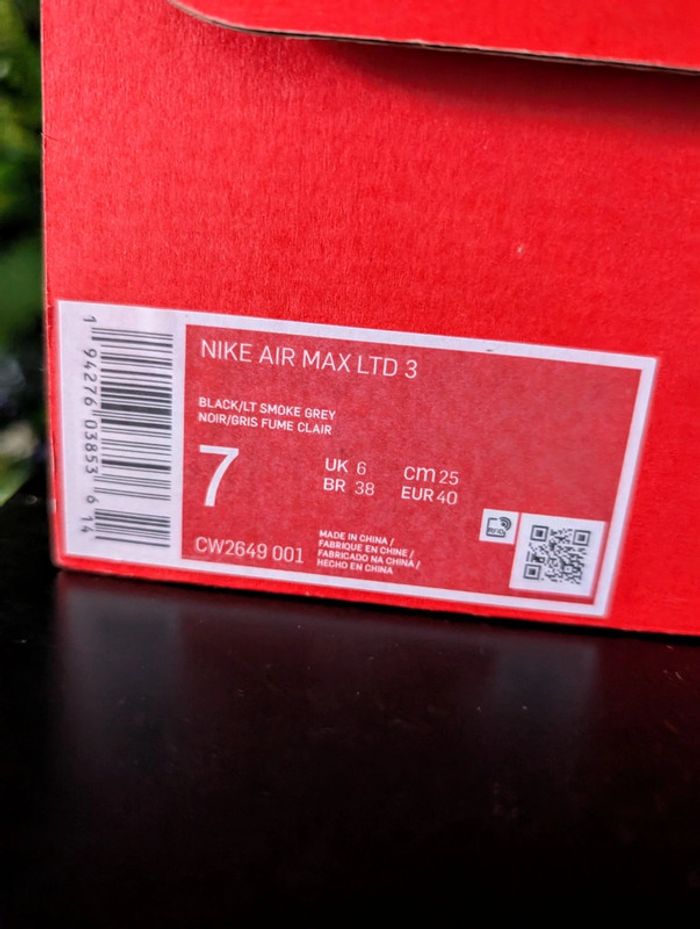 NIKE AIR MAX LTD 3
BLACK/LT SMOKE GREY
NOIR/GRIS FUME CLAIR
7
UK 6 cm 25
BR 38 EUR 40
CW2649 001
MADE IN CHINA /
FABRIQUE EN CHINE /
FABRICADO NA CHINA /
HECHO EN CHINA
RFID
1 94276 03853 6 14